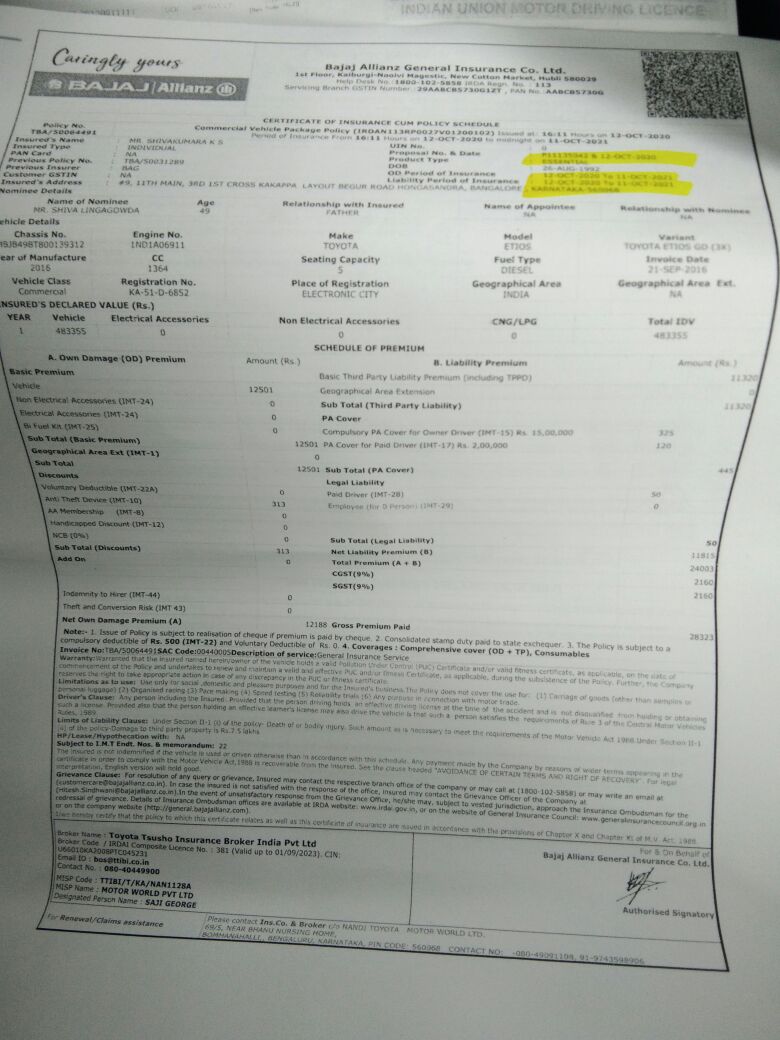 INDIAN UNION MOTOR DRIVING LICENCE
Caringly yours
BAJAJ Allianz
Bajaj Allianz General Insurance Co. Ltd.
1st Floor, Kalburgi-Naolvi Magestic, New Cotton Market, Hubli 580029
Help Desk No. :1800-102-5858 IRDA Regn. No. : 113
Servicing Branch GSTIN Number : 29AABCB5730G1ZT , PAN No. AABCB5730G
CERTIFICATE OF INSURANCE CUM POLICY SCHEDULE
Commercial Vehicle Package Policy (IRDAN113RP0027V01200102) Issued at: 16:11 Hours on 12-OCT-2020
Period of Insurance From 16:11 Hours on 12-OCT-2020 to midnight on 11-OCT-2021
Policy No.
TBA/50064491
UIN No. : 0
Insured's Name : MR. SHIVAKUMARA K S
Proposal No. & Date : P11135942 & 12-OCT-2020
Insured Type : INDIVIDUAL
Product Type : ESSENTIAL
PAN Card : NA
DOB : 26-AUG-1992
Previous Policy No. : TBA/50031289
OD Period of Insurance : 12-OCT-2020 To 11-OCT-2021
Previous Insurer : BAG
Liability Period of Insurance : 12-OCT-2020 To 11-OCT-2021
Customer GSTIN : NA
Insured's Address : #9, 11TH MAIN, 3RD 1ST CROSS KAKAPPA LAYOUT BEGUR ROAD HONGASANDRA, BANGALORE , KARNATAKA-560068
Nominee Details
Name of Nominee Age Relationship with Insured Name of Appointee Relationship with Nominee
MR. SHIVA LINGAGOWDA 49 FATHER NA NA
ehicle Details
Chassis No. Engine No. Make Model Variant
BJB49BT800139312 1ND1A06911 TOYOTA ETIOS TOYOTA ETIOS GD (3X)
ear of Manufacture CC Seating Capacity Fuel Type Invoice Date
2016 1364 5 DIESEL 21-SEP-2016
Vehicle Class Registration No. Place of Registration Geographical Area Geographical Area Ext.
Commercial KA-51-D-6852 ELECTRONIC CITY INDIA NA
INSURED'S DECLARED VALUE (Rs.)
YEAR Vehicle Electrical Accessories Non Electrical Accessories CNG/LPG Total IDV
1 483355 0 0 0 483355
SCHEDULE OF PREMIUM
A. Own Damage (OD) Premium Amount (Rs.) B. Liability Premium Amount (Rs.)
Basic Premium
Basic Third Party Liability Premium (including TPPD) 11320
Vehicle 12501
Geographical Area Extension 0
Non Electrical Accessories (IMT-24) 0
Sub Total (Third Party Liability) 11320
Electrical Accessories (IMT-24) 0
PA Cover
Bi Fuel Kit (IMT-25) 0
Compulsory PA Cover for Owner Driver (IMT-15) Rs. 15,00,000 325
Sub Total (Basic Premium) 12501
PA Cover for Paid Driver (IMT-17) Rs. 2,00,000 120
Geographical Area Ext (IMT-1) 0
Sub Total 12501
Sub Total (PA Cover) 445
Discounts
Legal Liability
Voluntary Deductible (IMT-22A) 0
Paid Driver (IMT-28) 50
Anti Theft Device (IMT-10) 313
Employee (for 0 Person) (IMT-29) 0
AA Membership (IMT-8) 0
Handicapped Discount (IMT-12) 0
NCB (0%) 0
Sub Total (Legal Liability) 50
Sub Total (Discounts) 313
Net Liability Premium (B) 11815
Add On 0
Total Premium (A + B) 24003
CGST(9%) 2160
Indemnity to Hirer (IMT-44) 0
SGST(9%) 2160
Theft and Conversion Risk (IMT 43) 0
Net Own Damage Premium (A) 12188 Gross Premium Paid 28323
Note:- 1. Issue of Policy is subject to realisation of cheque if premium is paid by cheque. 2. Consolidated stamp duty paid to state exchequer. 3. The Policy is subject to a
compulsory deductible of Rs. 500 (IMT-22) and Voluntary Deductible of Rs. 0. 4. Coverages : Comprehensive cover (OD + TP), Consumables
Invoice No:TBA/50064491SAC Code:00440005Description of service:General Insurance Service
Warranty:Warranted that the insured named herein/owner of the vehicle holds a valid Pollution Under Control (PUC) Certificate and/or valid fitness certificate, as applicable, on the date of
commencement of the Policy and undertakes to renew and maintain a valid and effective PUC and/or fitness Certificate, as applicable, during the subsistence of the Policy. Further, the Company
reserves the right to take appropriate action in case of any discrepancy in the PUC or fitness certificate.
Limitations as to use: Use only for social ,domestic and pleasure purposes and for the Insured's business.The Policy does not cover the use for: (1) Carriage of goods (other than samples or
personal luggage) (2) Organised racing (3) Pace making (4) Speed testing (5) Reliability trials (6) Any purpose in connection with motor trade.
Driver's Clause: Any person including the Insured. Provided that the person driving holds an effective driving license at the time of the accident and is not disqualified from holding or obtaining
such a license. Provided also that the person holding an effective learner's license may also drive the vehicle & that such a person satisfies the requirements of Rule 3 of the Central Motor Vehicles
Rules, 1989.
Limits of Liability Clause: Under Section II-1 (i) of the policy- Death of or bodily injury. Such amount as is necessary to meet the requirements of the Motor Vehicle Act 1988.Under Section II-1
(ii) of the policy-Damage to third party property is Rs.7.5 lakhs
HP/Lease/Hypothecation with: NA
Subject to I.M.T Endt. Nos. & memorandum: 22
The insured is not indemnified if the vehicle is used or driven otherwise than in accordance with this schedule. Any payment made by the Company by reasons of wider terms appearing in the
certificate in order to comply with the Motor Vehicle Act,1988 is recoverable from the insured. See the clause headed "AVOIDANCE OF CERTAIN TERMS AND RIGHT OF RECOVERY". For legal
interpretation, English version will hold good.
Grievance Clause: For resolution of any query or grievance, Insured may contact the respective branch office of the company or may call at (1800-102-5858) or may write an email at
(customercare@bajajallianz.co.in).In case the insured is not satisfied with the response of the office, insured may contact the Grievance Officer of the Company at
(Hitesh.Sindhwani@bajajallianz.co.in).In the event of unsatisfactory response from the Grievance Office, he/she may, subject to vested jurisdiction, approach the Insurance Ombudsman for the
redressal of grievance. Details of Insurance Ombudsman offices are available at IRDA website: www.irda.gov.in, or on the website of General Insurance Council: www.generalinsurancecouncil.org.in
or on the company website (http://general.bajajallianz.com).
I/we hereby certify that the policy to which this certificate relates as well as this certificate of insurance are issued in accordance with the provisions of Chapter X and Chapter XI of M.V. Act, 1988.
Broker Name : Toyota Tsusho Insurance Broker India Pvt Ltd
Broker Code / IRDAI Composite Licence No. : 381 (Valid up to 01/09/2023). CIN:
U66010KA2008PTC045231
Email ID : bos@ttibi.co.in
Contact No. : 080-40449900
MISP Code : TTIBI/T/KA/NAN1128A
MISP Name : MOTOR WORLD PVT LTD
Designated Person Name : SAJI GEORGE
For & On Behalf of
Bajaj Allianz General Insurance Co. Ltd.
Authorised Signatory
For Renewal/Claims assistance
Please contact Ins.Co. & Broker c/o NANDI TOYOTA MOTOR WORLD LTD.
69/5, NEAR BHANU NURSING HOME,
BOMMANAHALLI, BENGALURU, KARNATAKA, PIN CODE: 560068 CONTACT NO: -080-49091198, 91-9743598906